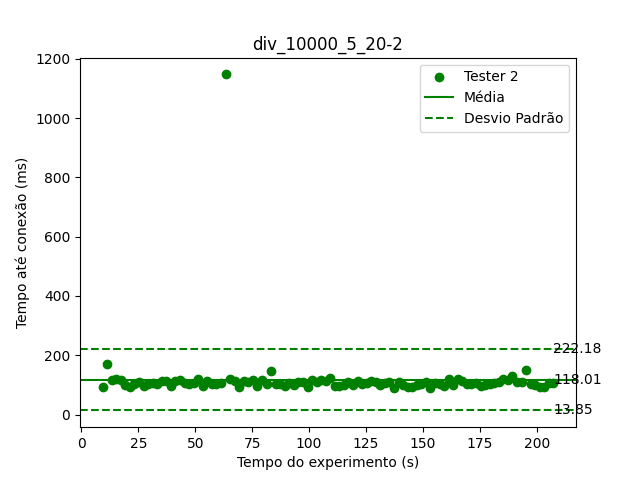 div_10000_5_20-2
Tempo até conexão (ms)
1200
1000
800
600
400
200
0
Tester 2
Média
Desvio Padrão
222.18
118.01
13.85
0 25 50 75 100 125 150 175 200
Tempo do experimento (s)